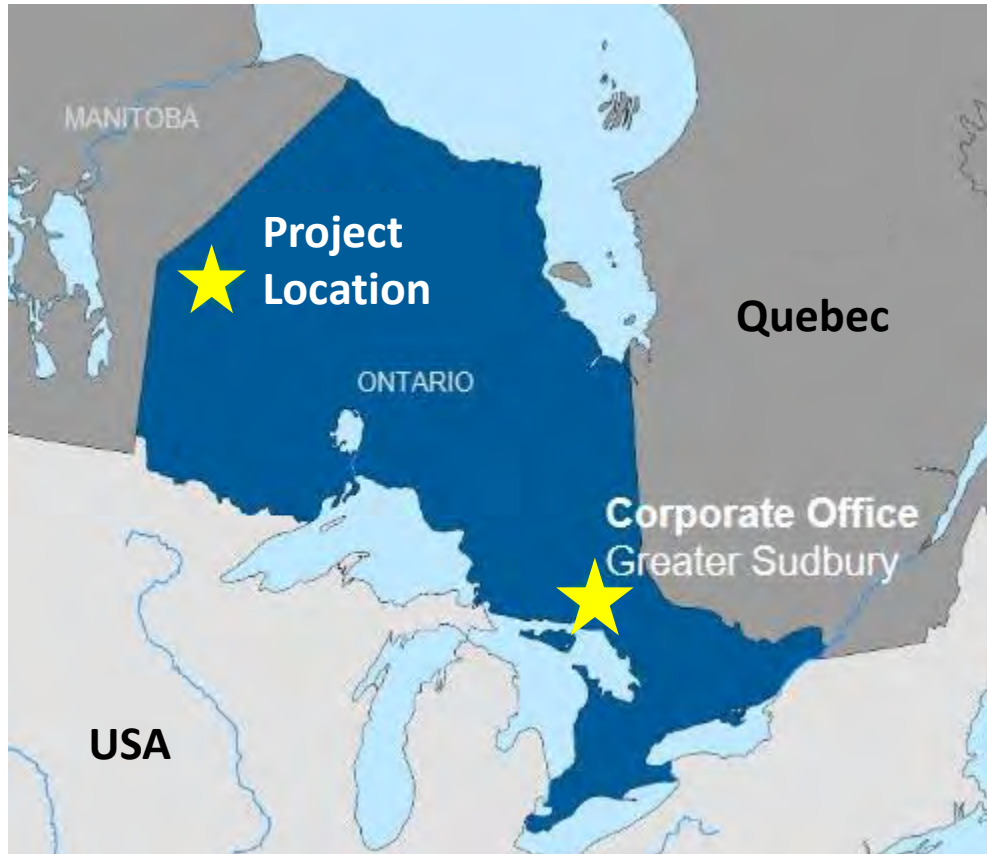 MANITOBA
Project
Location
Quebec
ONTARIO
Corporate Office
Greater Sudbury
USA